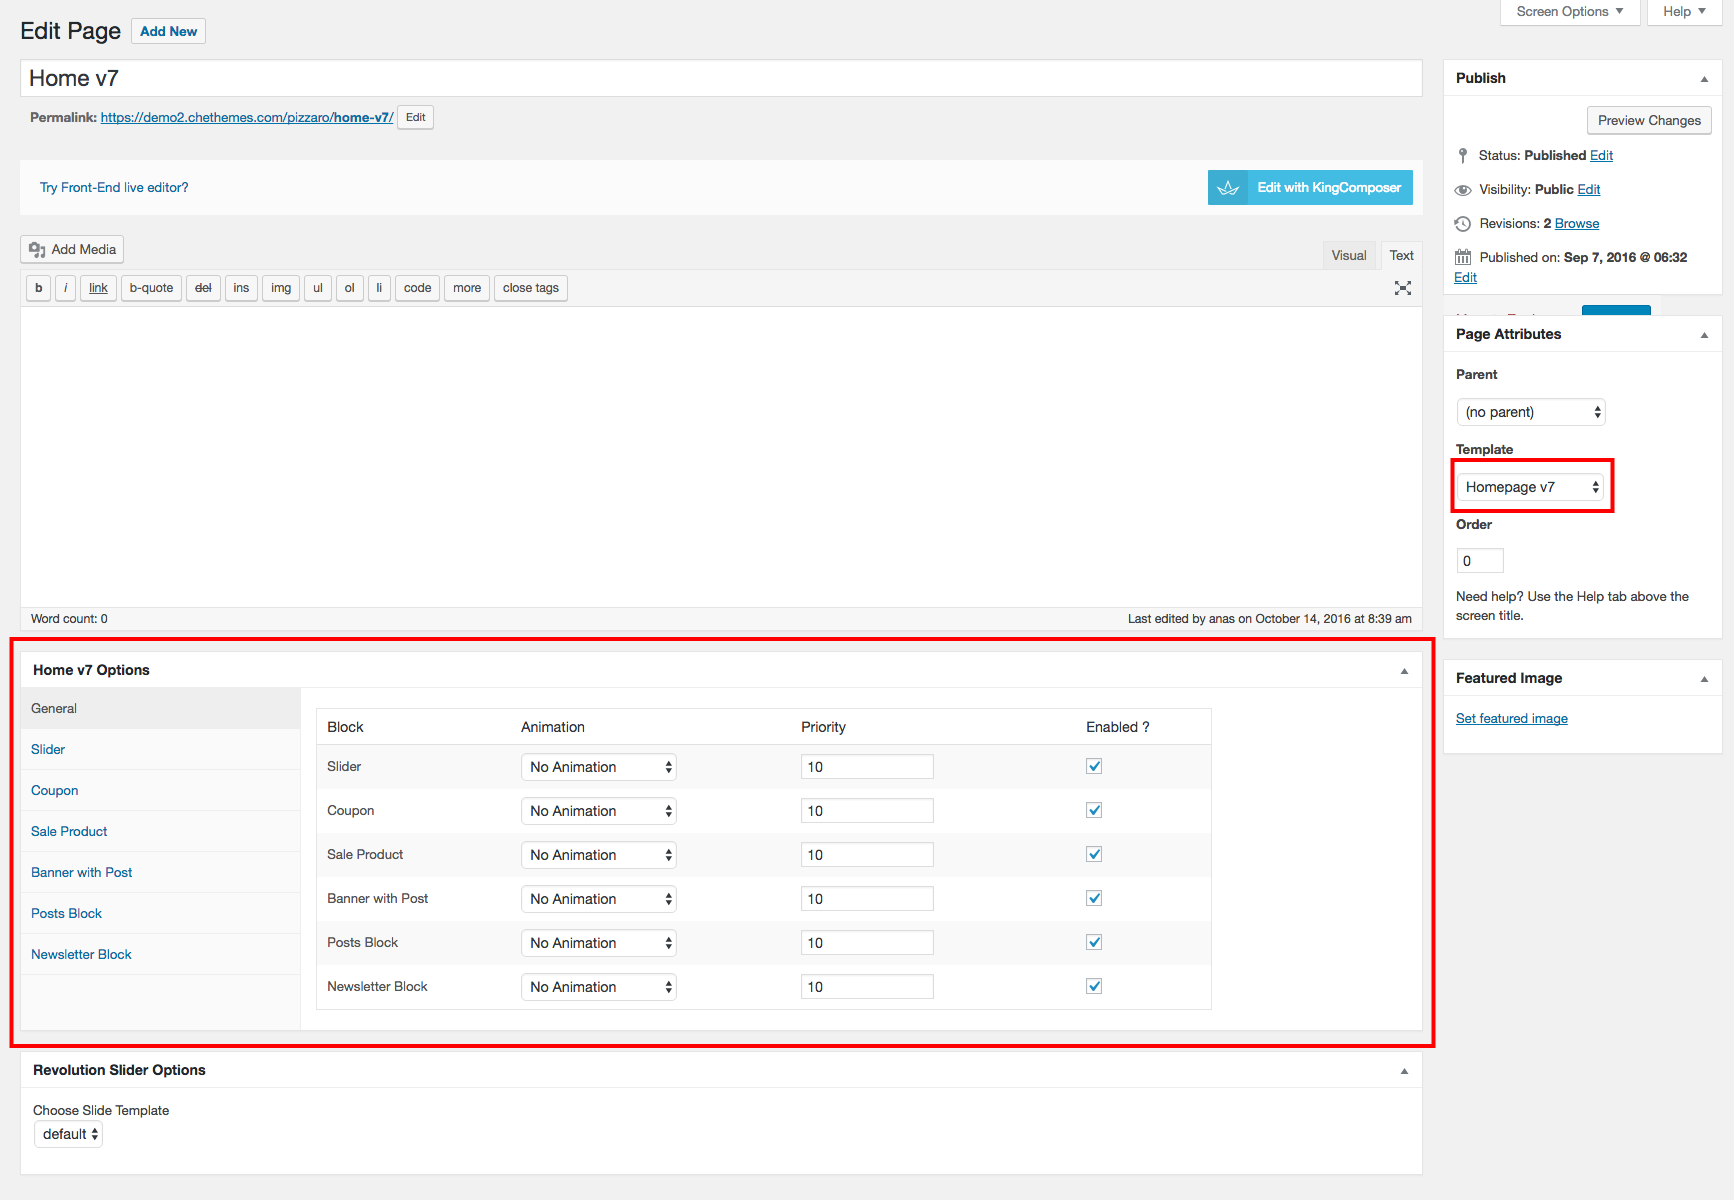 Screen Options
Help
Edit Page
Add New
Home v7
Permalink: https://demo2.chethemes.com/pizzaro/home-v7/
Edit
Try Front-End live editor?
Edit with KingComposer
Add Media
Visual
Text
b
i
link
b-quote
del
ins
img
ul
ol
li
code
more
close tags
Word count: 0
Last edited by anas on October 14, 2016 at 8:39 am
Home v7 Options
General
Slider
Coupon
Sale Product
Banner with Post
Posts Block
Newsletter Block
Block Animation Priority Enabled ?
Slider No Animation 10
Coupon No Animation 10
Sale Product No Animation 10
Banner with Post No Animation 10
Posts Block No Animation 10
Newsletter Block No Animation 10
Revolution Slider Options
Choose Slide Template
default
Publish
Preview Changes
Status: Published Edit
Visibility: Public Edit
Revisions: 2 Browse
Published on: Sep 7, 2016 @ 06:32
Edit
Page Attributes
Parent
(no parent)
Template
Homepage v7
Order
0
Need help? Use the Help tab above the
screen title.
Featured Image
Set featured image